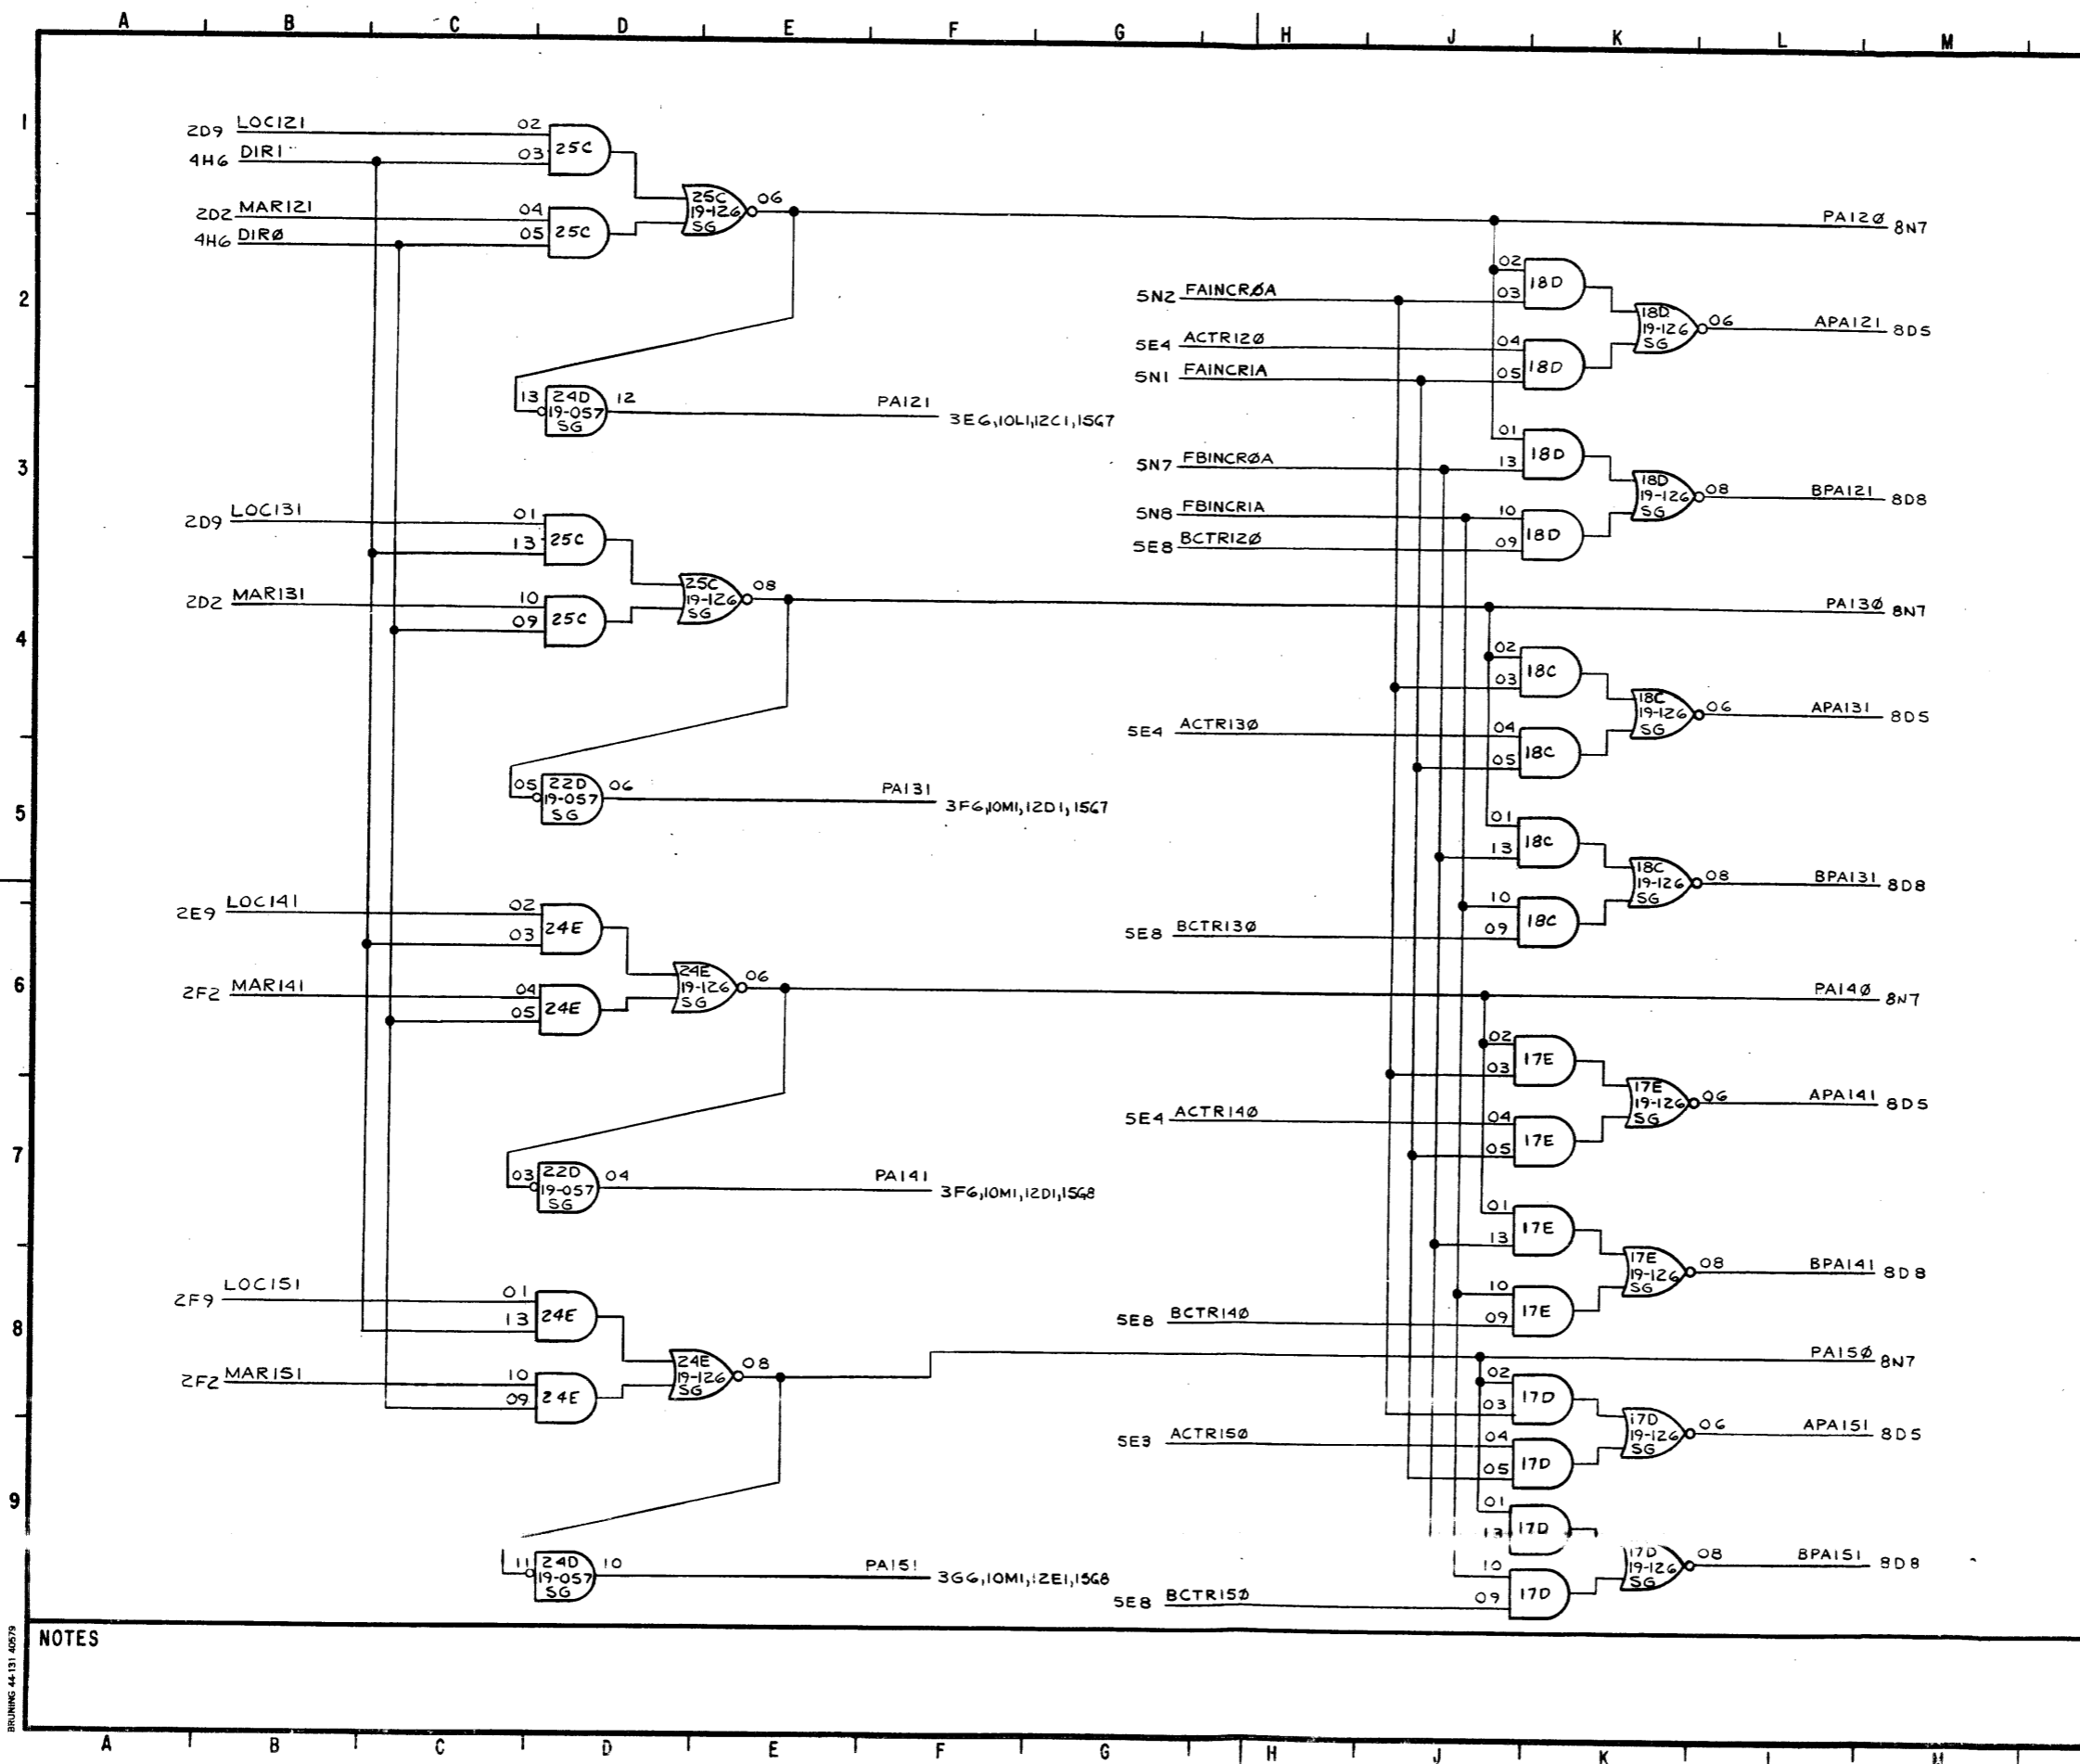 A B C D E F G H J K L M
1
2D9 LOC121 02
4H6 DIR1 03 25C
2D2 MAR121 04
4H6 DIRØ 05 25C
25C 19-126 SG 06
PA12Ø 8N7
2
5N2 FAINCRØA 02 03 18D
5E4 ACTR12Ø 04
5N1 FAINCR1A 05 18D
18D 19-126 SG 06 APA121 8D5
13 24D 19-057 SG 12 PA121 3E6,10L1,12C1,15G7
3
01 18D
5N7 FBINCRØA 13
5N8 FBINCR1A 10
5E8 BCTR12Ø 09 18D
18D 19-126 SG 08 BPA121 8D8
2D9 LOC131 01
13 25C
2D2 MAR131 10
09 25C
25C 19-126 SG 08
PA13Ø 8N7
4
02 03 18C
5E4 ACTR13Ø 04
05 18C
18C 19-126 SG 06 APA131 8D5
05 22D 19-057 SG 06 PA131 3F6,10M1,12D1,15G7
5
01 13 18C
10 18C
5E8 BCTR13Ø 09
18C 19-126 SG 08 BPA131 8D8
2E9 LOC141 02
03 24E
2F2 MAR141 04
05 24E
24E 19-126 SG 06
PA14Ø 8N7
6
02 03 17E
5E4 ACTR14Ø 04
05 17E
17E 19-126 SG 06 APA141 8D5
7
03 22D 19-057 SG 04 PA141 3F6,10M1,12D1,15G8
01 13 17E
10 17E
5E8 BCTR14Ø 09
17E 19-126 SG 08 BPA141 8D8
2F9 LOC151 01
13 24E
8
2F2 MAR151 10
09 24E
24E 19-126 SG 08
PA15Ø 8N7
02 03 17D
5E3 ACTR15Ø 04
05 17D
17D 19-126 SG 06 APA151 8D5
9
01 13 17D
11 24D 19-057 SG 10 PA151 3G6,10M1,12E1,15G8
10 17D
5E8 BCTR15Ø 09
17D 19-126 SG 08 BPA151 8D8
NOTES
BRUNING 44-131 40579
A B C D E F G H J K L M